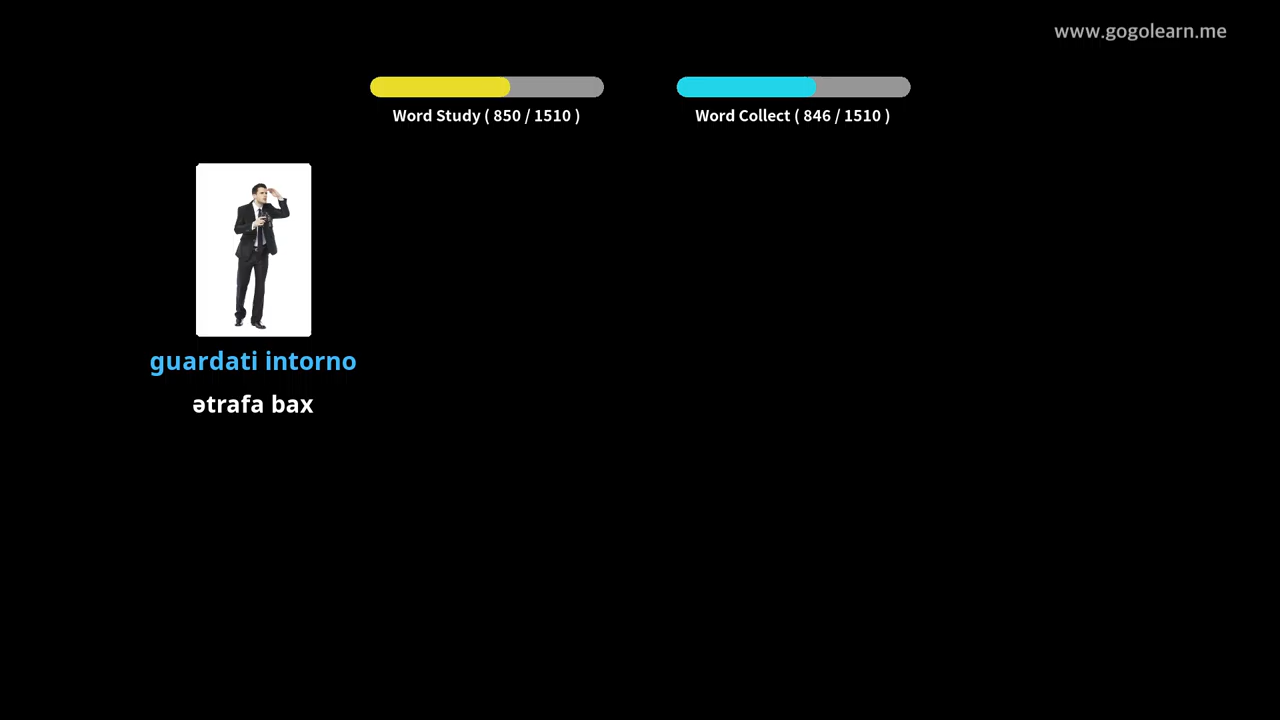 www.gogolearn.me
Word Study ( 850 / 1510 )
Word Collect ( 846 / 1510 )
guardati intorno
ətrafa bax